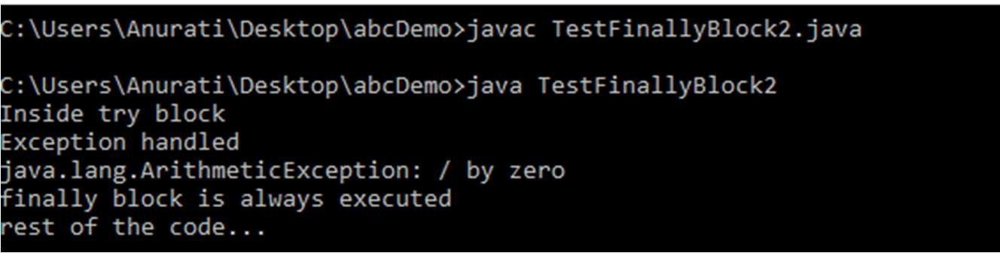 C:\Users\Anurati\Desktop\abcDemo>javac TestFinallyBlock2.java
C:\Users\Anurati\Desktop\abcDemo>java TestFinallyBlock2
Inside try block
Exception handled
java.lang.ArithmeticException: / by zero
finally block is always executed
rest of the code...